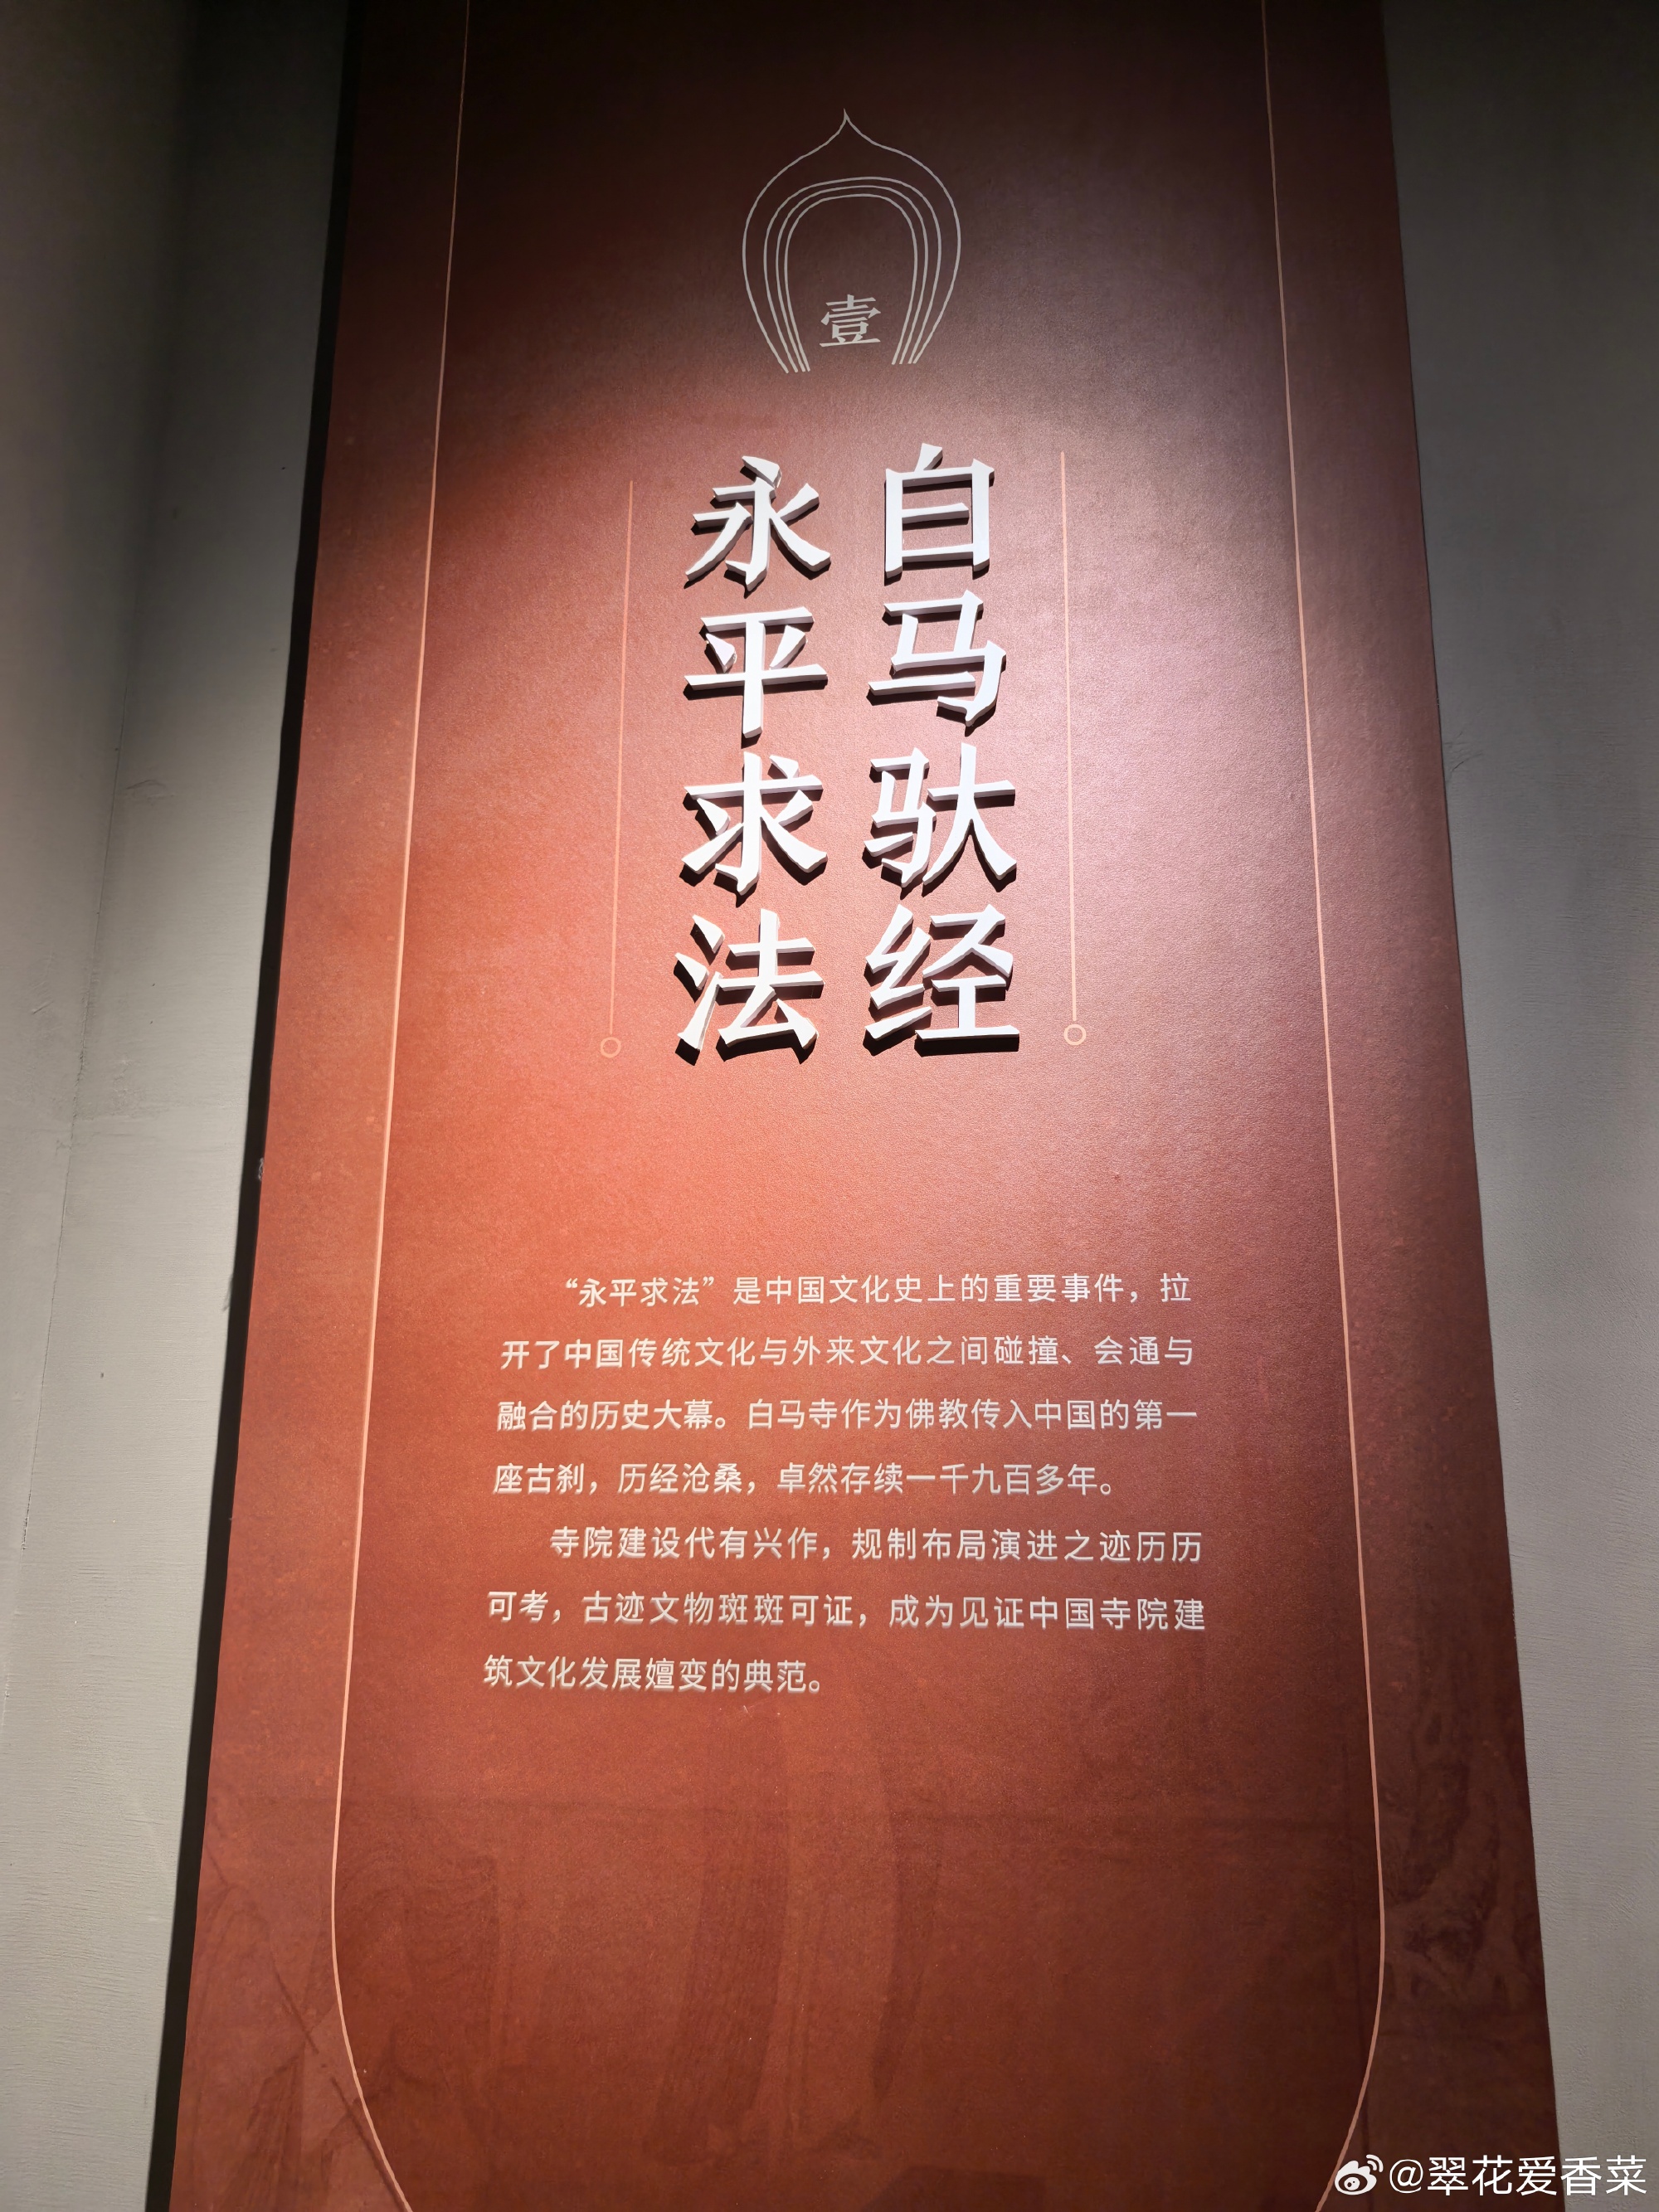 壹
白马驮经
永平求法
“永平求法”是中国文化史上的重要事件，拉
开了中国传统文化与外来文化之间碰撞、会通与
融合的历史大幕。白马寺作为佛教传入中国的第一
座古刹，历经沧桑，卓然存续一千九百多年。
寺院建设代有兴作，规制布局演进之迹历历
可考，古迹文物斑斑可证，成为见证中国寺院建
筑文化发展嬗变的典范。
@翠花爱香菜